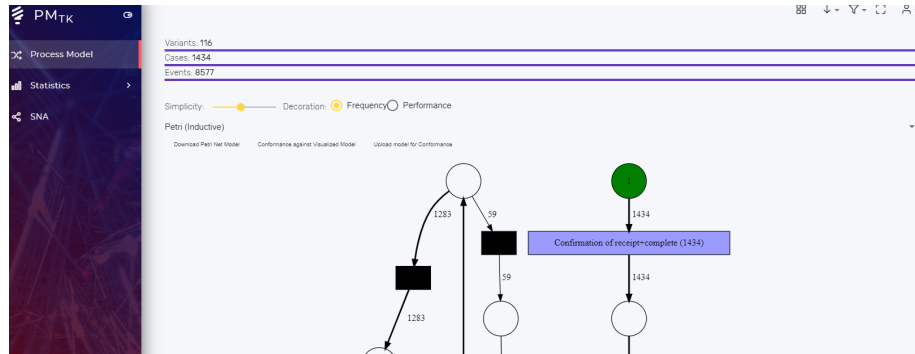 PMTK
Process Model
Statistics
SNA
Variants: 116
Cases: 1434
Events: 8577
Simplicity:
Decoration: Frequency Performance
Petri (Inductive)
Download Petri Net Model Conformance against Visualized Model Upload model for Conformance
1
1283 59 1434
Confirmation of receipt+complete (1434)
59 1434
1283